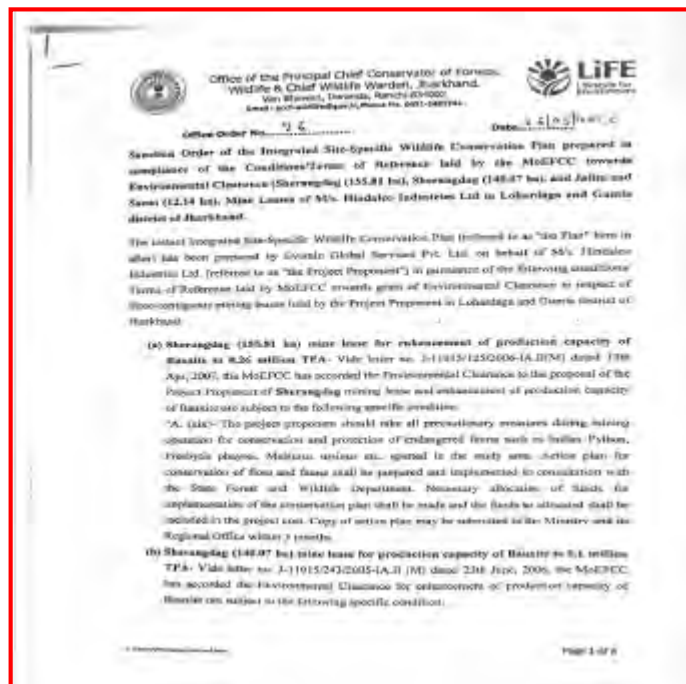 Office of the Principal Chief Conservator of Forests,
Wildlife & Chief Wildlife Warden, Jharkhand.
Van Bhawan, Doranda, Ranchi-834002
LiFE
Lifestyle for
Environment
Office Order No. 26
Date
Sanction Order of the Integrated Site-Specific Wildlife Conservation Plan prepared in
compliance of the Conditions/Terms of Reference laid by the MoEFCC towards
Environmental Clearance (Sherangdag (155.81 ha), Sherangdag (140.07 ha), and Jalim and
Sanai (12.14 ha), Mine Leases of M/s. Hindalco Industries Ltd in Lohardaga and Gumla
district of Jharkhand.
The instant Integrated Site-Specific Wildlife Conservation Plan (referred to as "the Plan" here in
after) has been prepared by Global Services Pvt. Ltd. on behalf of M/s. Hindalco
Industries Ltd. (referred to as "the Project Proponent") in pursuance of the following conditions/
Terms of Reference laid by MoEFCC towards grant of Environmental Clearance in respect of
three contiguous mining leases held by the Project Proponent in Lohardaga and Gumla district of
Jharkhand:
(a) Sherangdag (155.81 ha) mine lease for enhancement of production capacity of
Bauxite to 0.26 million TPA- Vide letter no. J-11015/125/2006-IA.II(M) dated 13th
Apr, 2007, the MoEFCC has accorded the Environmental Clearance to the proposal of the
Project Proponent of Sherangdag mining lease and enhancement of production capacity
of Bauxite ore subject to the following specific condition:
"A. (xix)- The project proponent should take all precautionary measures during mining
operation for conservation and protection of endangered fauna such as Indian Python,
Presbytis phayrei, Melursus ursinus etc. spotted in the study area. Action plan for
conservation of flora and fauna shall be prepared and implemented in consultation with
the State Forest and Wildlife Department. Necessary allocation of funds for
implementation of the conservation plan shall be made and the funds so allocated shall be
included in the project cost. Copy of action plan may be submitted to the Ministry and its
Regional Office within 3 months.
(b) Sherangdag (140.07 ha) mine lease for production capacity of Bauxite to 0.1 million
TPA- Vide letter no. J-11015/243/2005-IA.II (M) dated 23th June, 2006, the MoEFCC
has accorded the Environmental Clearance for enhancement of production capacity of
Bauxite ore subject to the following specific condition:
Page 1 of 6